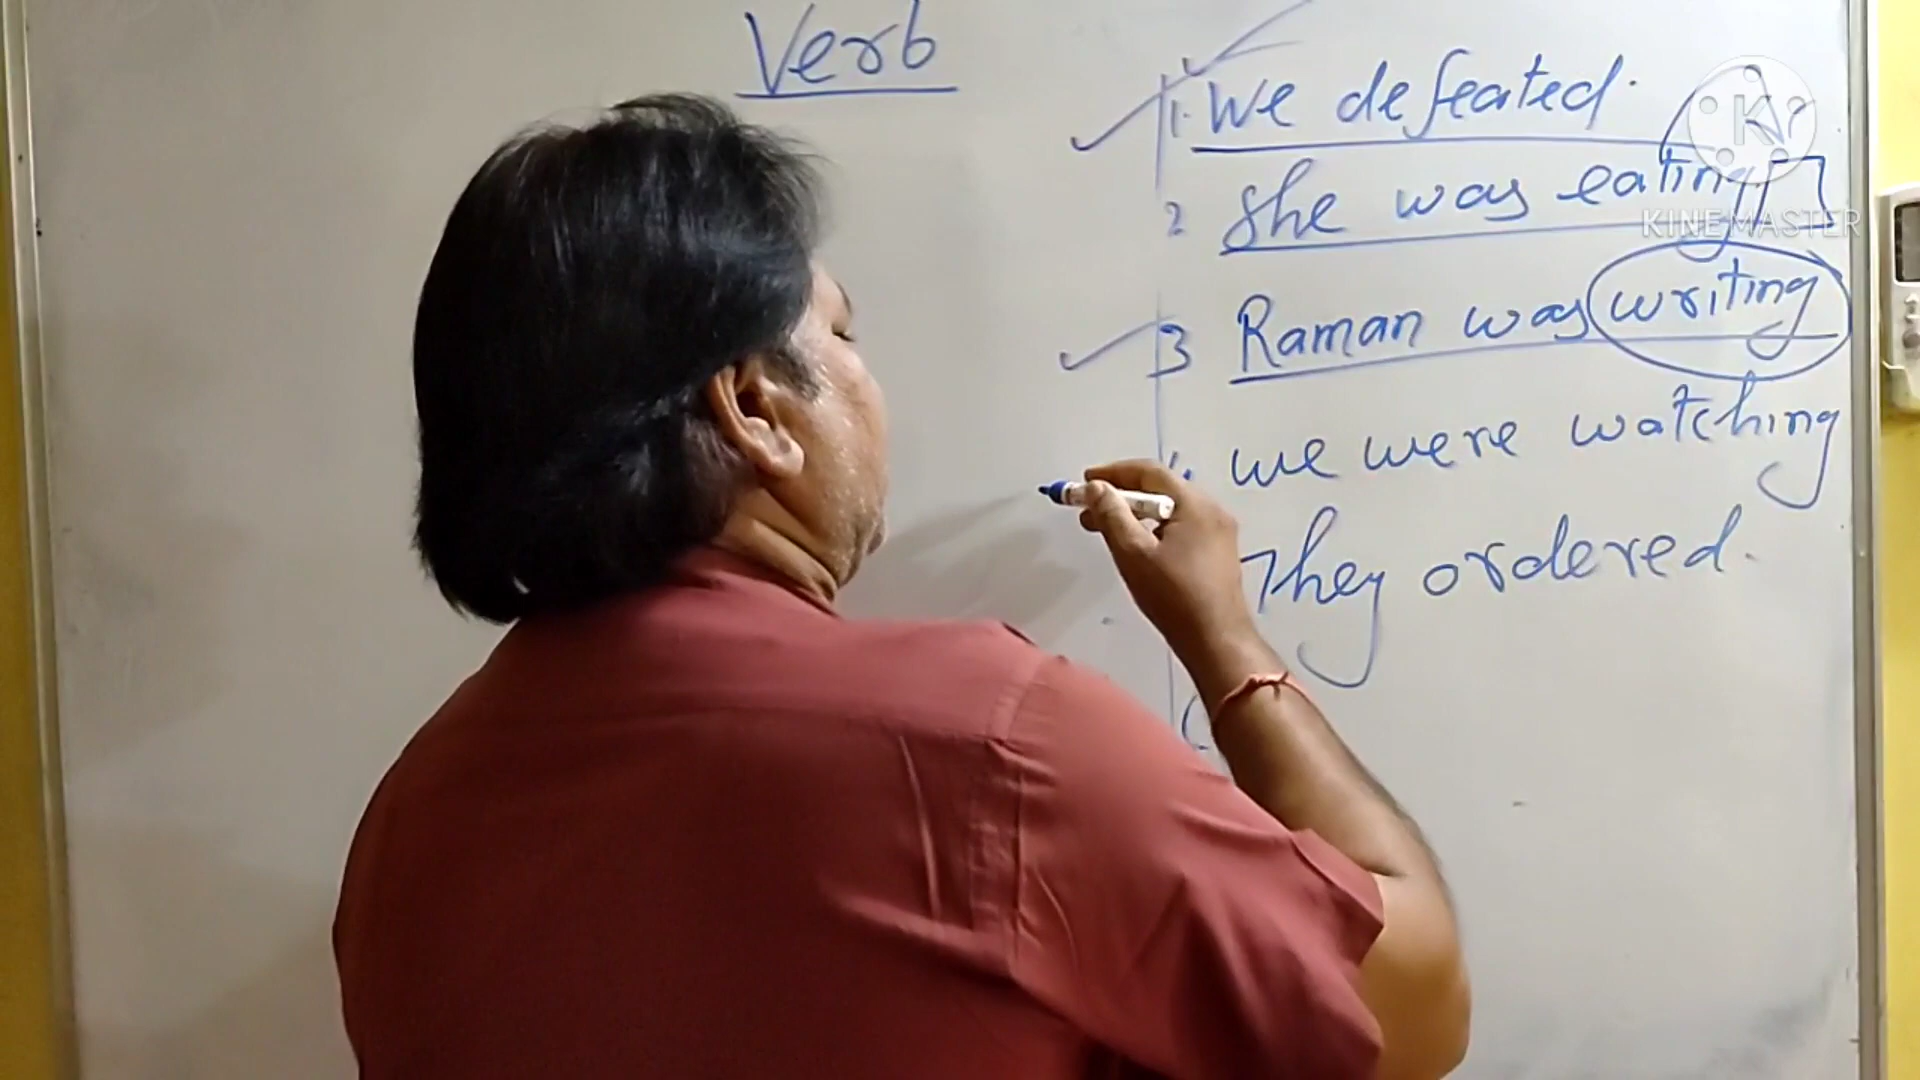 Verb
1. We defeated.
2 She was eating
3 Raman was writing
4. we were watching
They ordered.
KINEMASTER